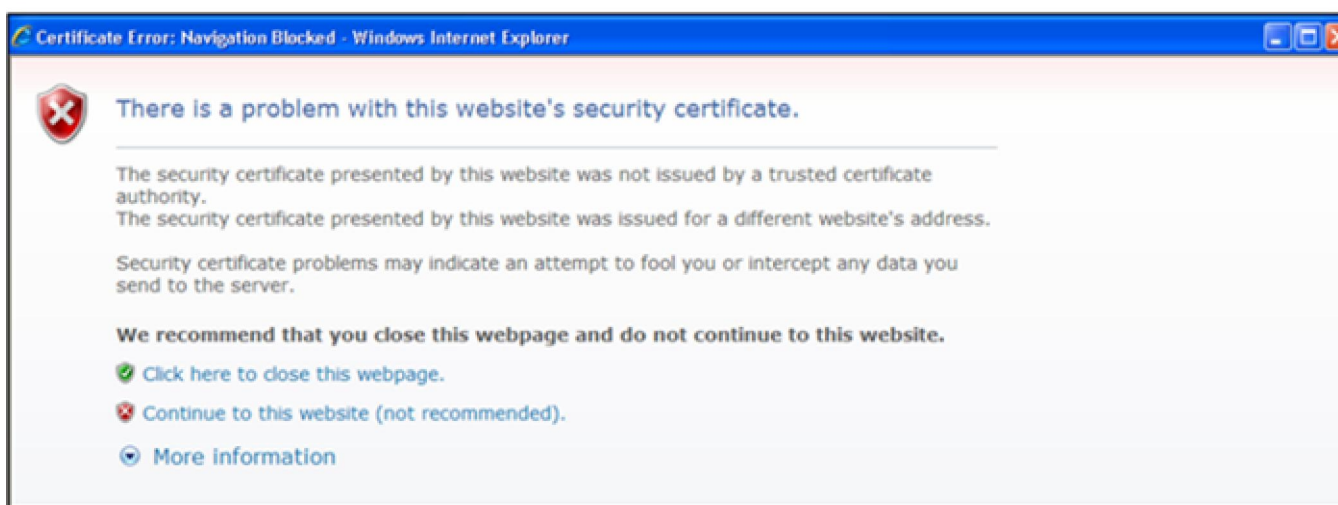 Certificate Error: Navigation Blocked - Windows Internet Explorer
There is a problem with this website's security certificate.
The security certificate presented by this website was not issued by a trusted certificate
authority.
The security certificate presented by this website was issued for a different website's address.
Security certificate problems may indicate an attempt to fool you or intercept any data you
send to the server.
We recommend that you close this webpage and do not continue to this website.
Click here to close this webpage.
Continue to this website (not recommended).
More information